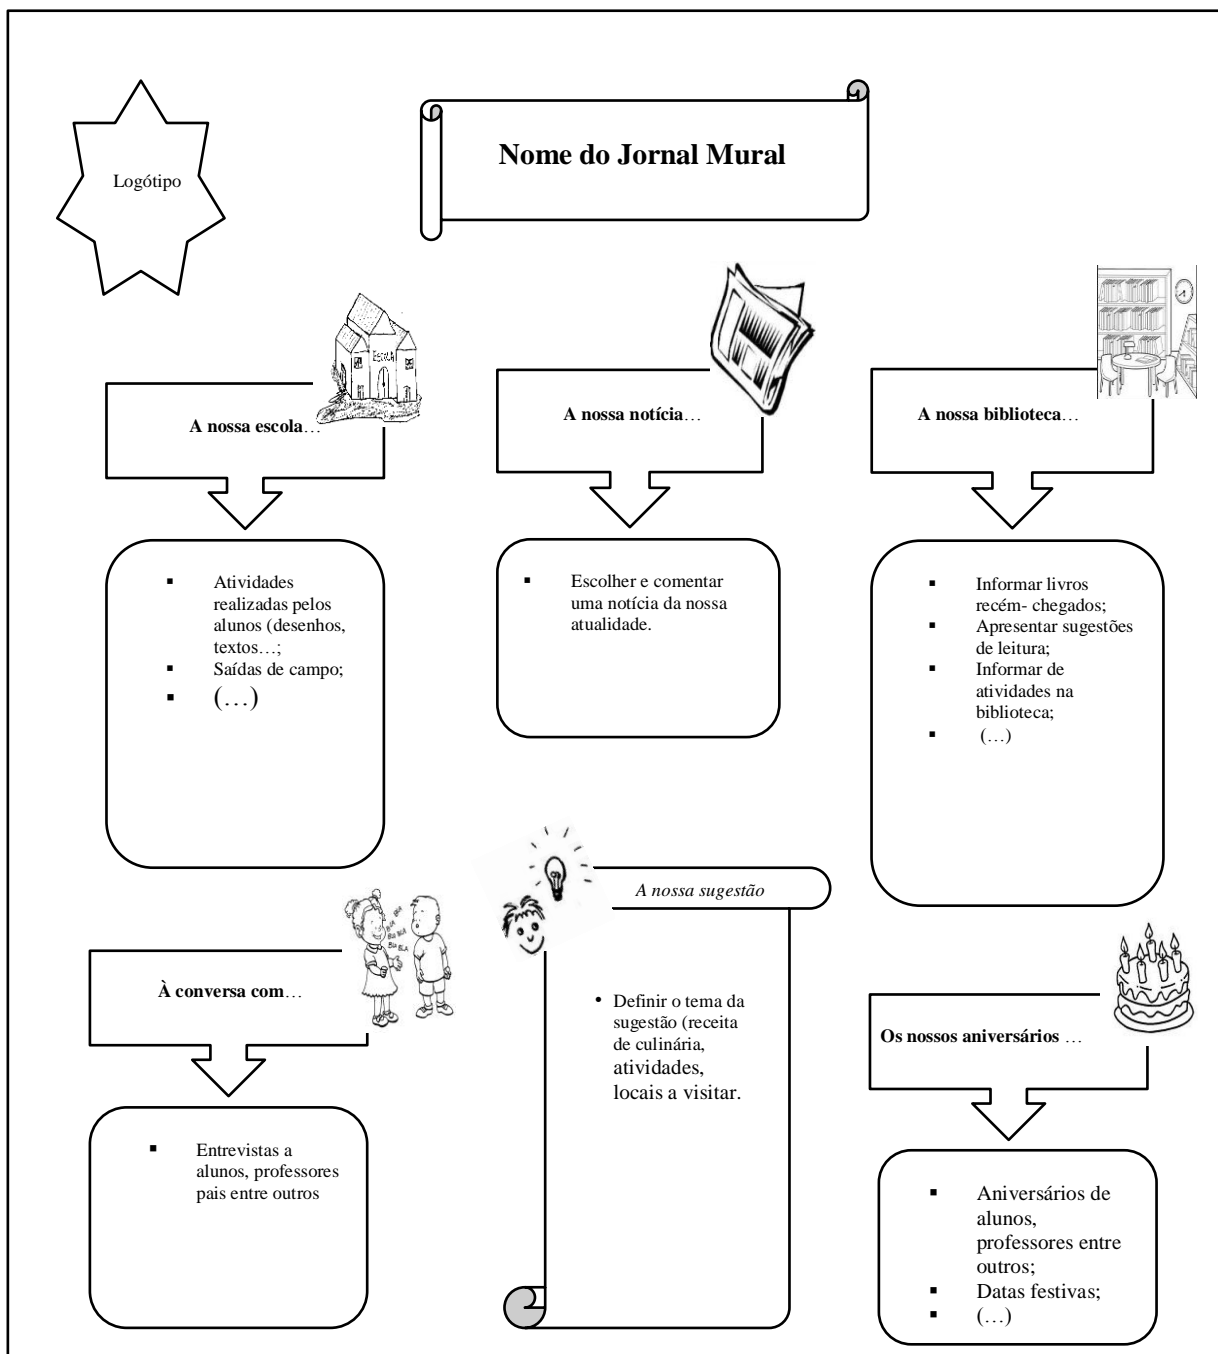 Logótipo
Nome do Jornal Mural
ESCOLA
A nossa escola…
Atividades
realizadas pelos
alunos (desenhos,
textos…;
Saídas de campo;
(…)
A nossa notícia…
Escolher e comentar
uma notícia da nossa
atualidade.
A nossa biblioteca…
Informar livros
recém- chegados;
Apresentar sugestões
de leitura;
Informar de
atividades na
biblioteca;
(…)
À conversa com…
Entrevistas a
alunos, professores
pais entre outros
A nossa sugestão
Definir o tema da
sugestão (receita
de culinária,
atividades,
locais a visitar.
Os nossos aniversários …
Aniversários de
alunos,
professores entre
outros;
Datas festivas;
(…)